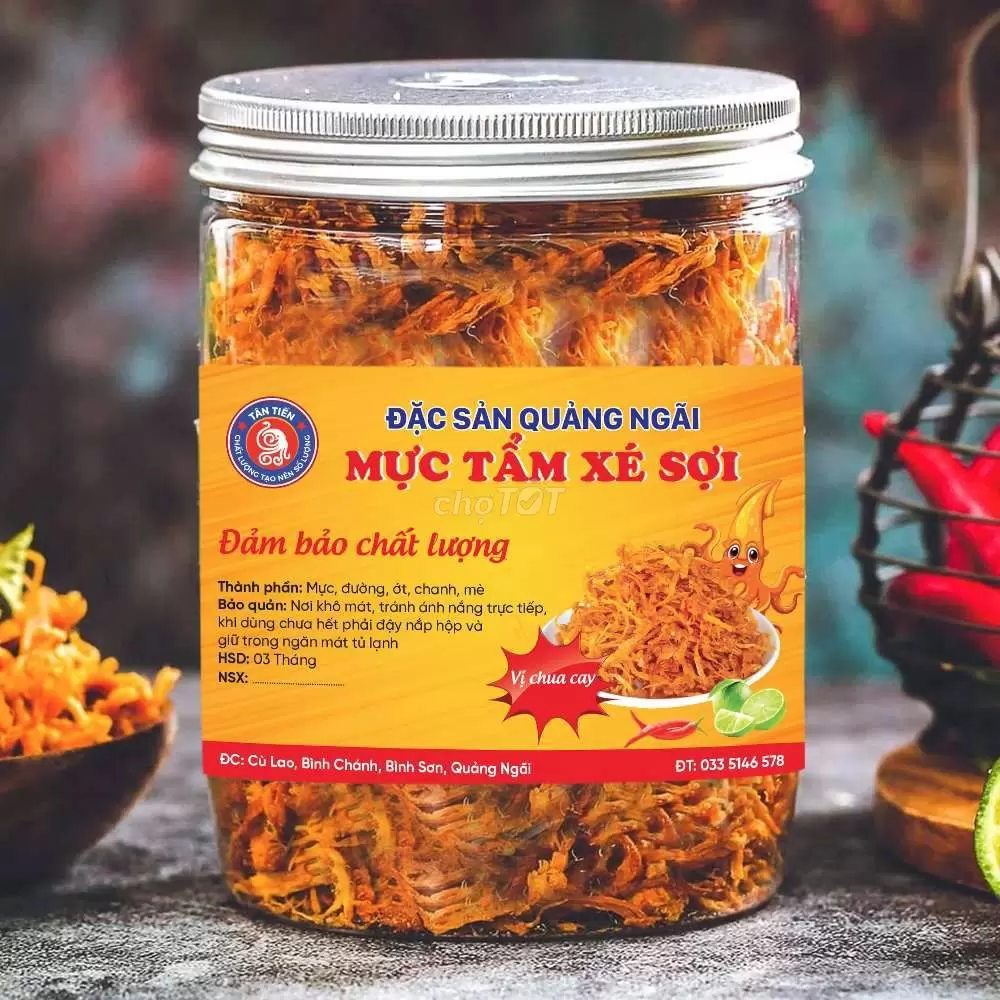 TÂN TIẾN
CHẤT LƯỢNG TẠO NÊN SỐ LƯỢNG
ĐẶC SẢN QUẢNG NGÃI
MỰC TẨM XÉ SỢI
chợTỐT
Đảm bảo chất lượng
Thành phần: Mực, đường, ớt, chanh, mè
Bảo quản: Nơi khô mát, tránh ánh nắng trực tiếp,
khi dùng chưa hết phải đậy nắp hộp và
giữ trong ngăn mát tủ lạnh
HSD: 03 Tháng
NSX: ............................
Vị chua cay
ĐC: Cù Lao, Bình Chánh, Bình Sơn, Quảng Ngãi
ĐT: 033 5146 578